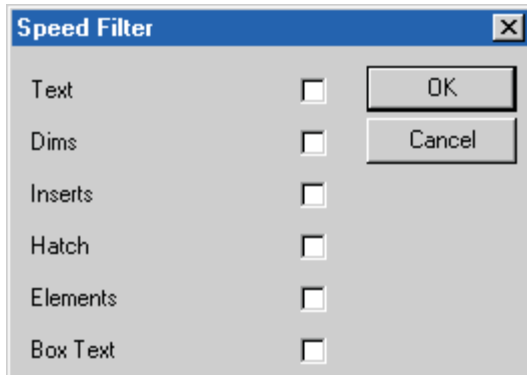 Speed Filter
Text
OK
Dims
Cancel
Inserts
Hatch
Elements
Box Text